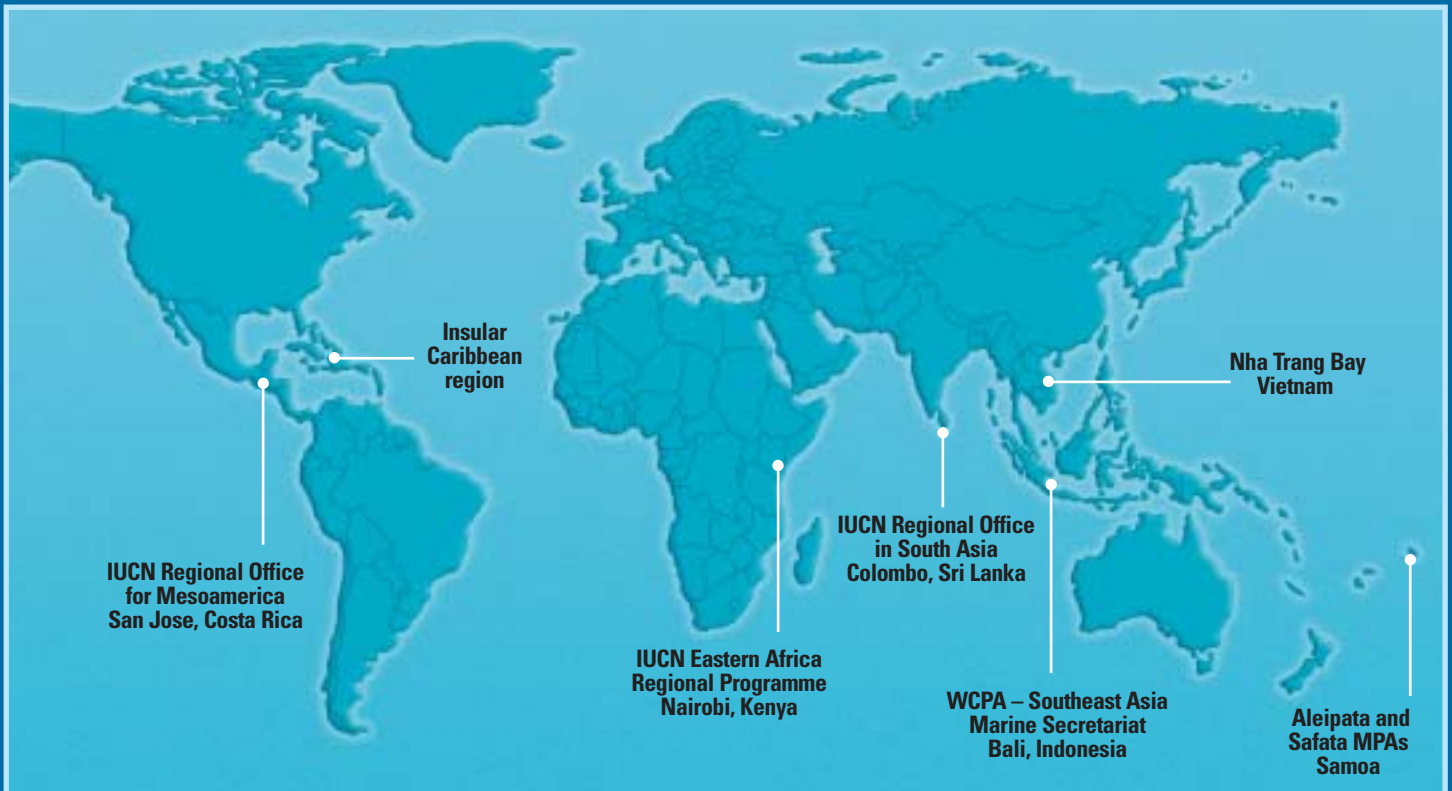 Insular
Caribbean
region
Nha Trang Bay
Vietnam
IUCN Regional Office
for Mesoamerica
San Jose, Costa Rica
IUCN Regional Office
in South Asia
Colombo, Sri Lanka
IUCN Eastern Africa
Regional Programme
Nairobi, Kenya
WCPA – Southeast Asia
Marine Secretariat
Bali, Indonesia
Aleipata and
Safata MPAs
Samoa